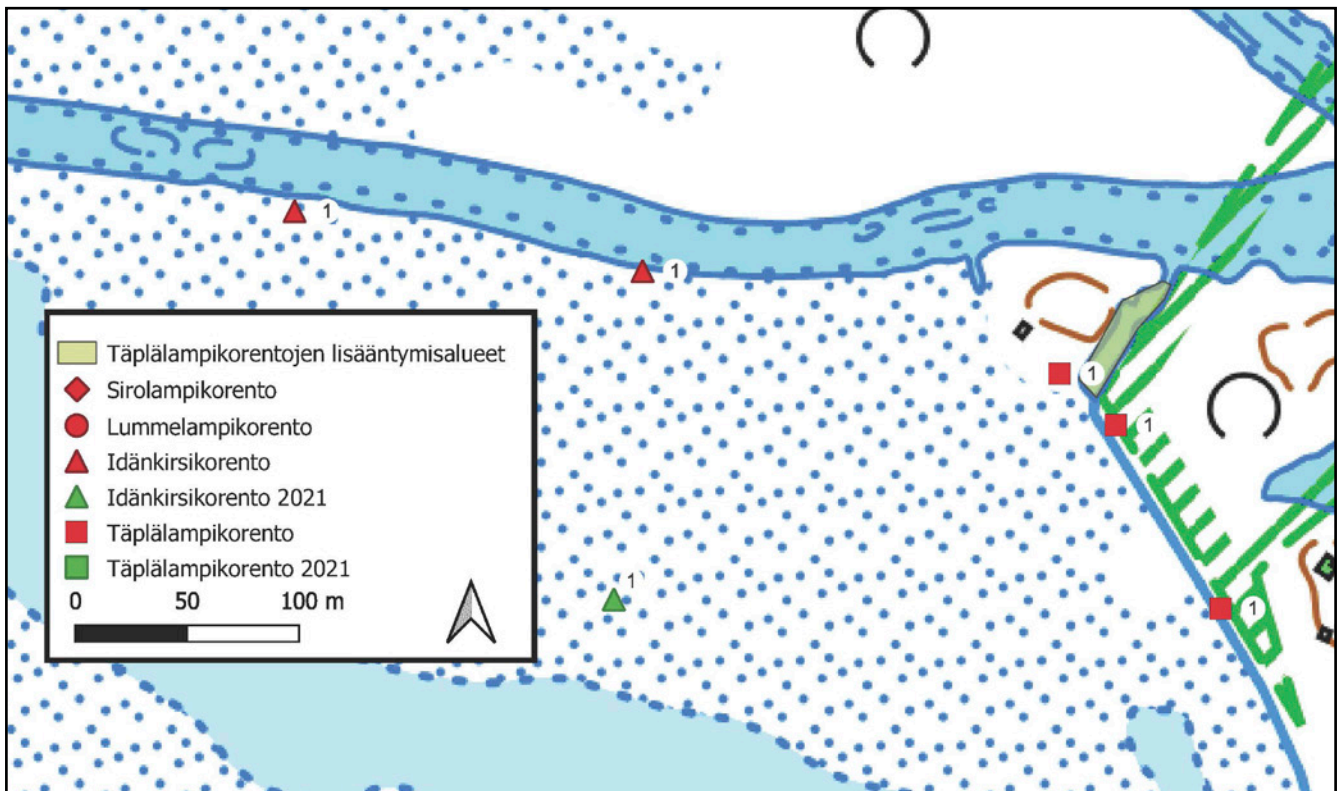 1
1
Täplälampikorentojen lisääntymisalueet
Sirolampikorento
Lummelampikorento
Idänkirsikorento
Idänkirsikorento 2021
Täplälampikorento
Täplälampikorento 2021
0 50 100 m
1
1
1
1